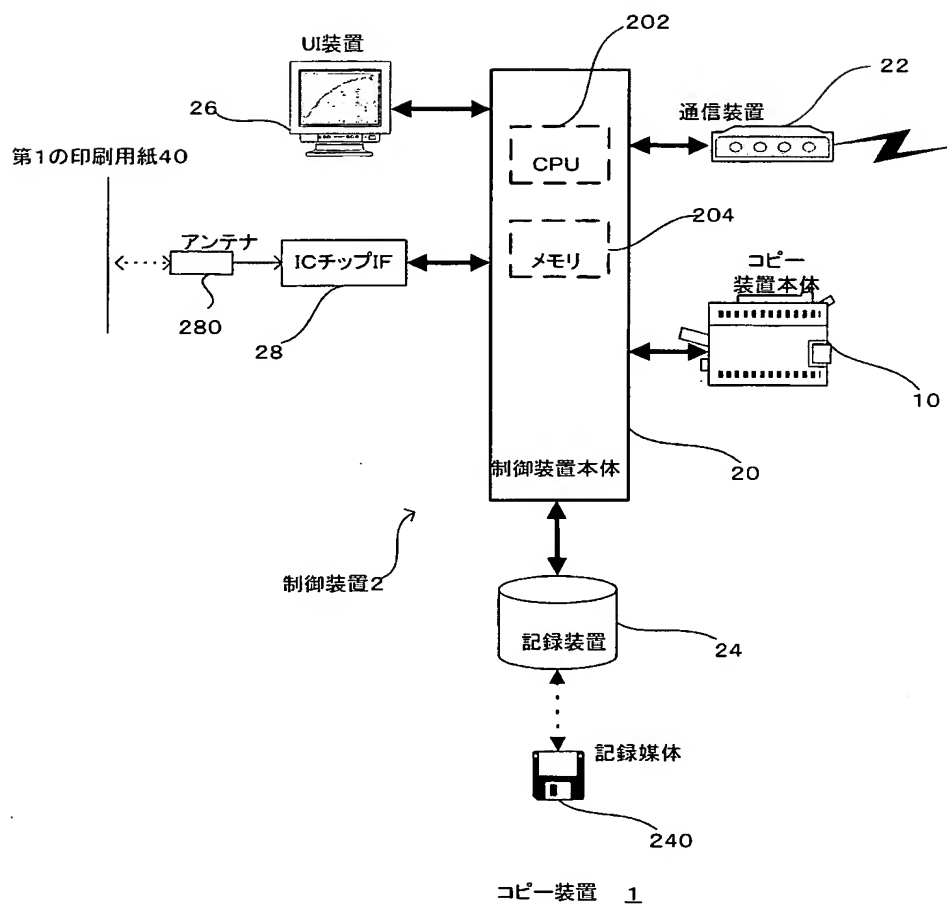 UI装置
202
22
通信装置
26
第1の印刷用紙40
CPU
204
アンテナ
ICチップIF
メモリ
コピー
装置本体
280
28
10
制御装置本体
20
制御装置2
記録装置
24
記録媒体
240
コピー装置 1